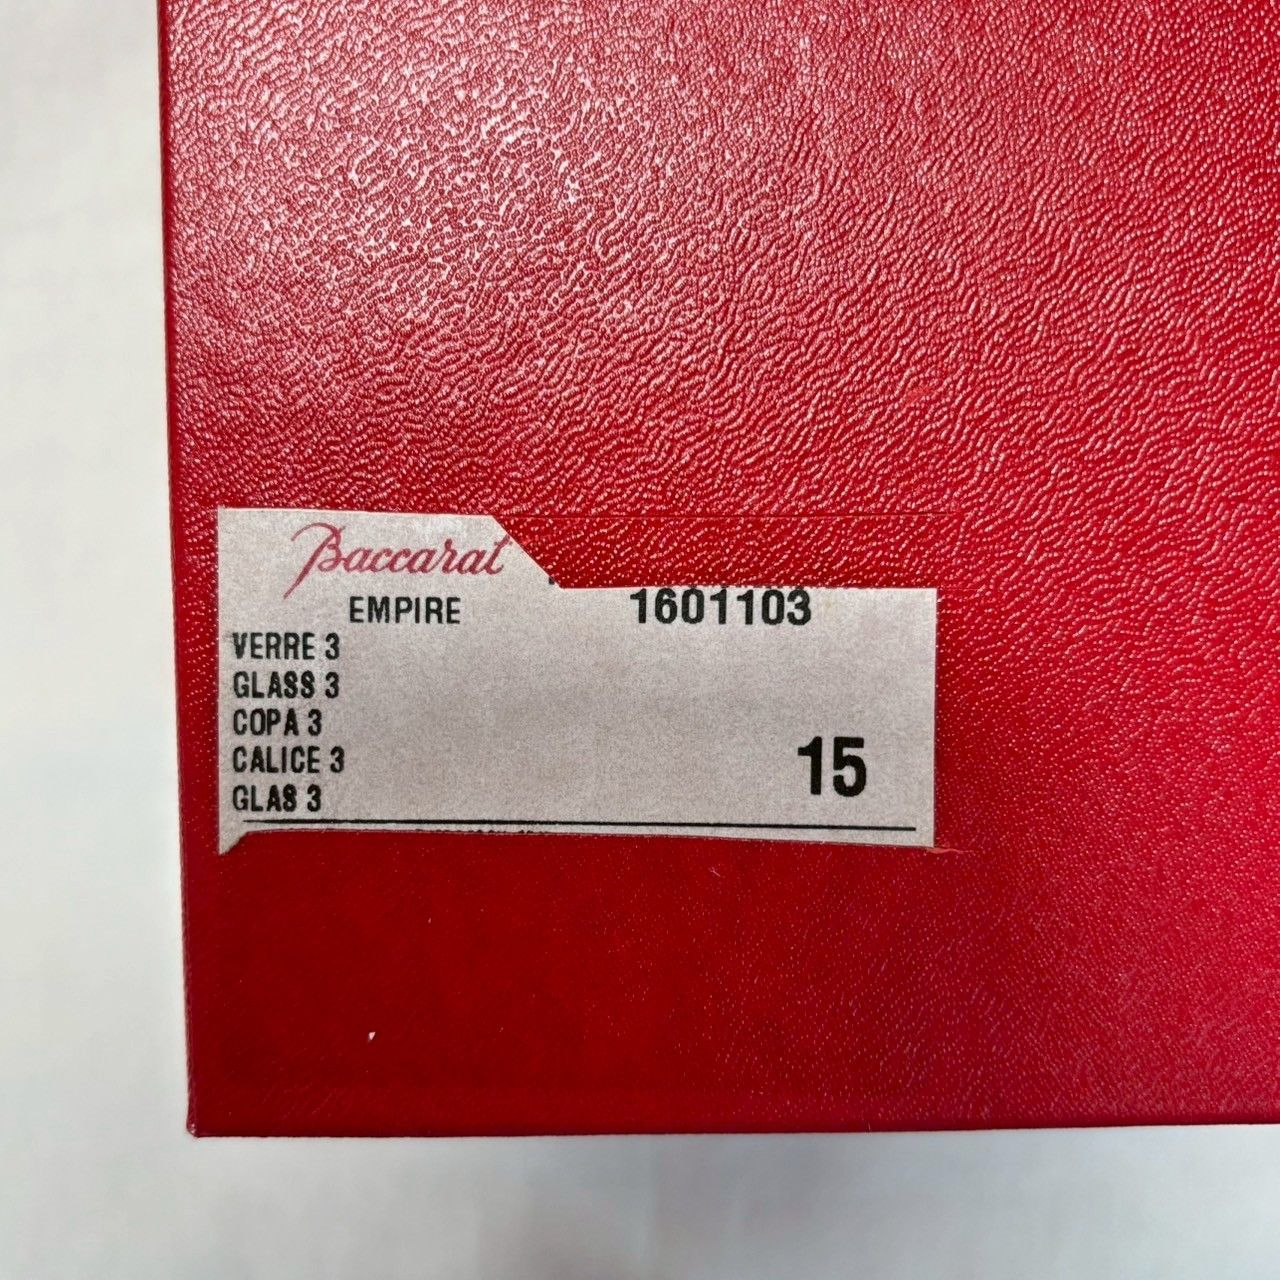 Baccarat
EMPIRE 1601103
VERRE 3
GLASS 3
COPA 3
CALICE 3
GLAS 3
15